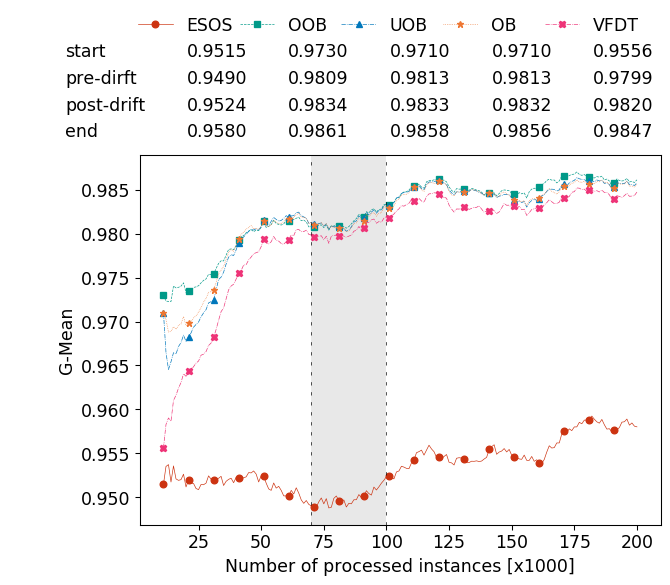 ESOS OOB UOB OB VFDT
start 0.9515 0.9730 0.9710 0.9710 0.9556
pre-dirft 0.9490 0.9809 0.9813 0.9813 0.9799
post-drift 0.9524 0.9834 0.9833 0.9832 0.9820
end 0.9580 0.9861 0.9858 0.9856 0.9847
0.985
0.980
0.975
0.970
0.965
0.960
0.955
0.950
G-Mean
25 50 75 100 125 150 175 200
Number of processed instances [x1000]